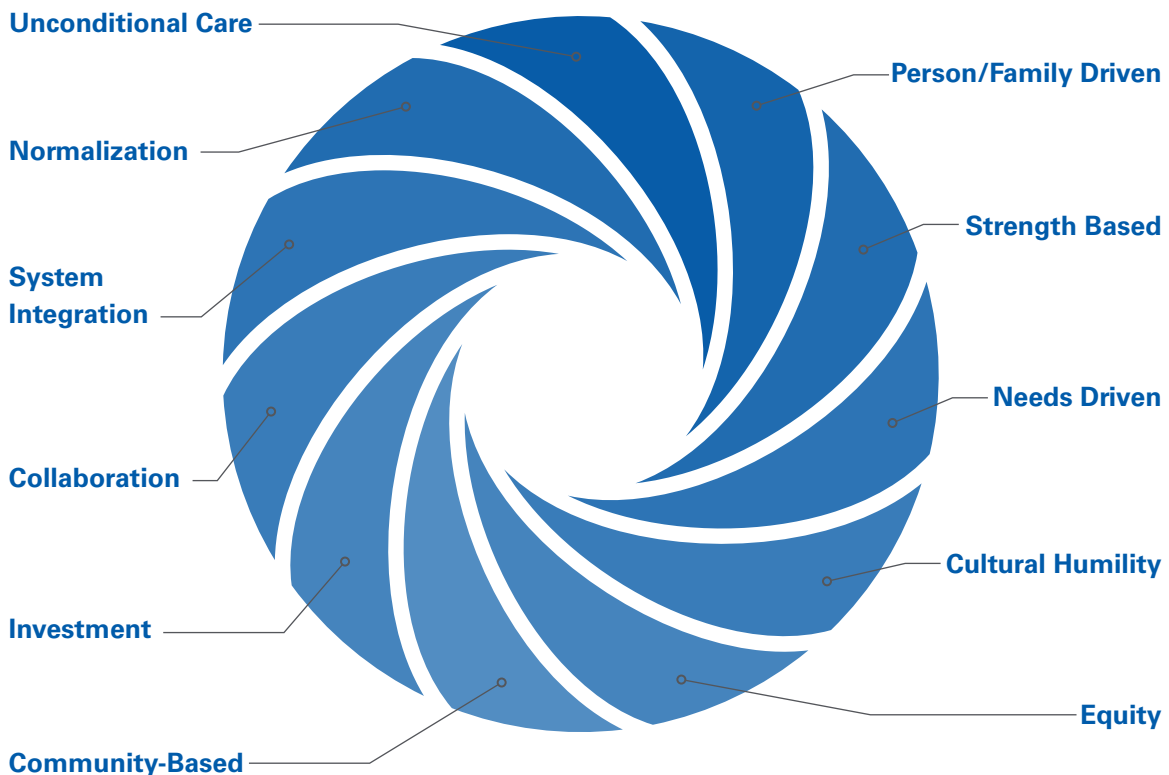 Unconditional Care
Person/Family Driven
Normalization
Strength Based
System
Integration
Needs Driven
Collaboration
Cultural Humility
Investment
Equity
Community-Based